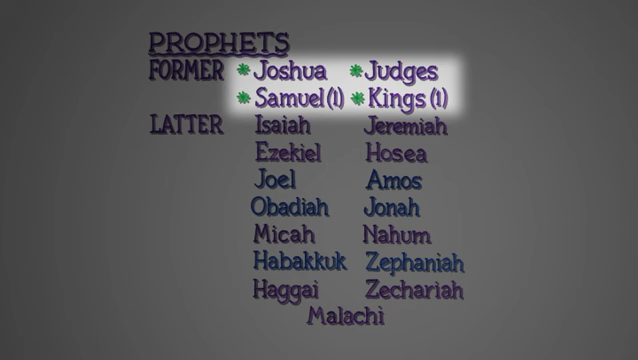 PROPHETS
FORMER * Joshua * Judges
* Samuel (1) * Kings (1)
LATTER Isaiah Jeremiah
Ezekiel Hosea
Joel Amos
Obadiah Jonah
Micah Nahum
Habakkuk Zephaniah
Haggai Zechariah
Malachi